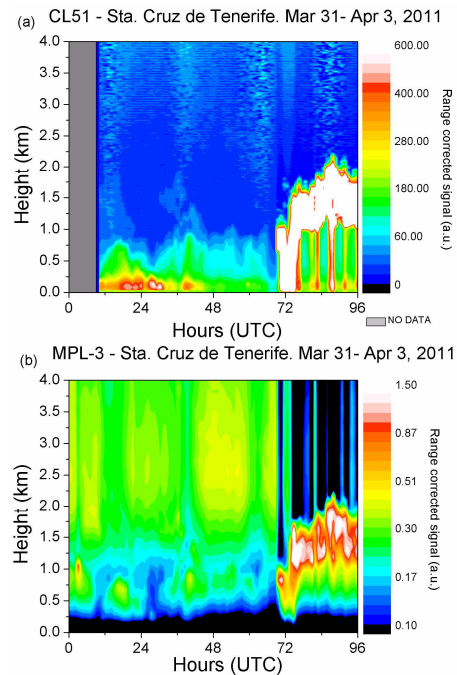 (a) CL51 - Sta. Cruz de Tenerife. Mar 31- Apr 3, 2011
4.0
3.5
3.0
2.5
2.0
1.5
1.0
0.5
0.0
Height (km)
0 24 48 72 96
Hours (UTC)
600.00
400.00
280.00
180.00
60.00
0
Range corrected signal (a.u.)
NO DATA
(b) MPL-3 - Sta. Cruz de Tenerife. Mar 31- Apr 3, 2011
4.0
3.5
3.0
2.5
2.0
1.5
1.0
0.5
0.0
Height (km)
0 24 48 72 96
Hours (UTC)
1.50
0.87
0.51
0.30
0.17
0.10
Range corrected signal (a.u.)